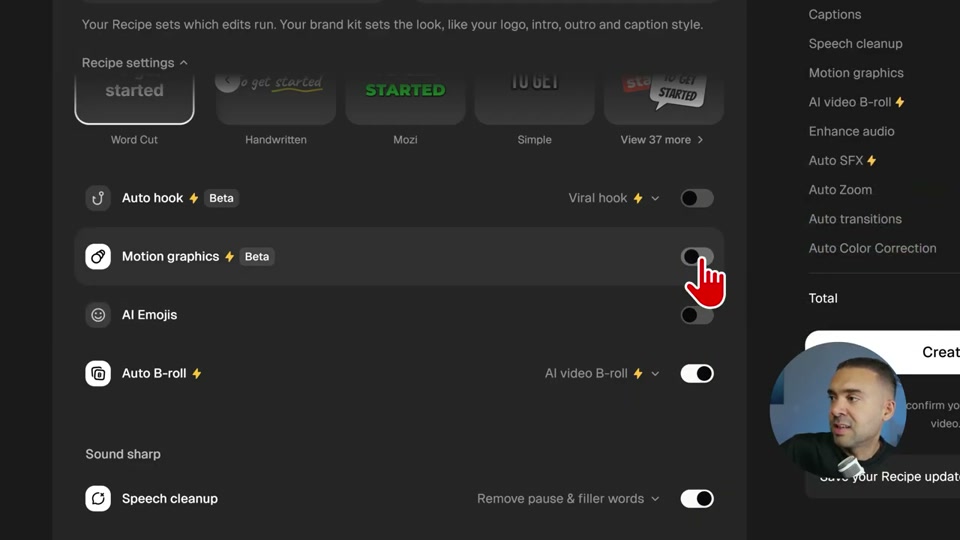 Your Recipe sets which edits run. Your brand kit sets the look, like your logo, intro, outro and caption style.
Recipe settings
started
to get started
STARTED
TO GET
TO GET
STARTED
Word Cut
Handwritten
Mozi
Simple
View 37 more
Auto hook
Beta
Viral hook
Motion graphics
Beta
AI Emojis
Auto B-roll
AI video B-roll
Sound sharp
Speech cleanup
Remove pause & filler words
Captions
Speech cleanup
Motion graphics
AI video B-roll
Enhance audio
Auto SFX
Auto Zoom
Auto transitions
Auto Color Correction
Total
Creat
confirm yo
video.
Save your Recipe update